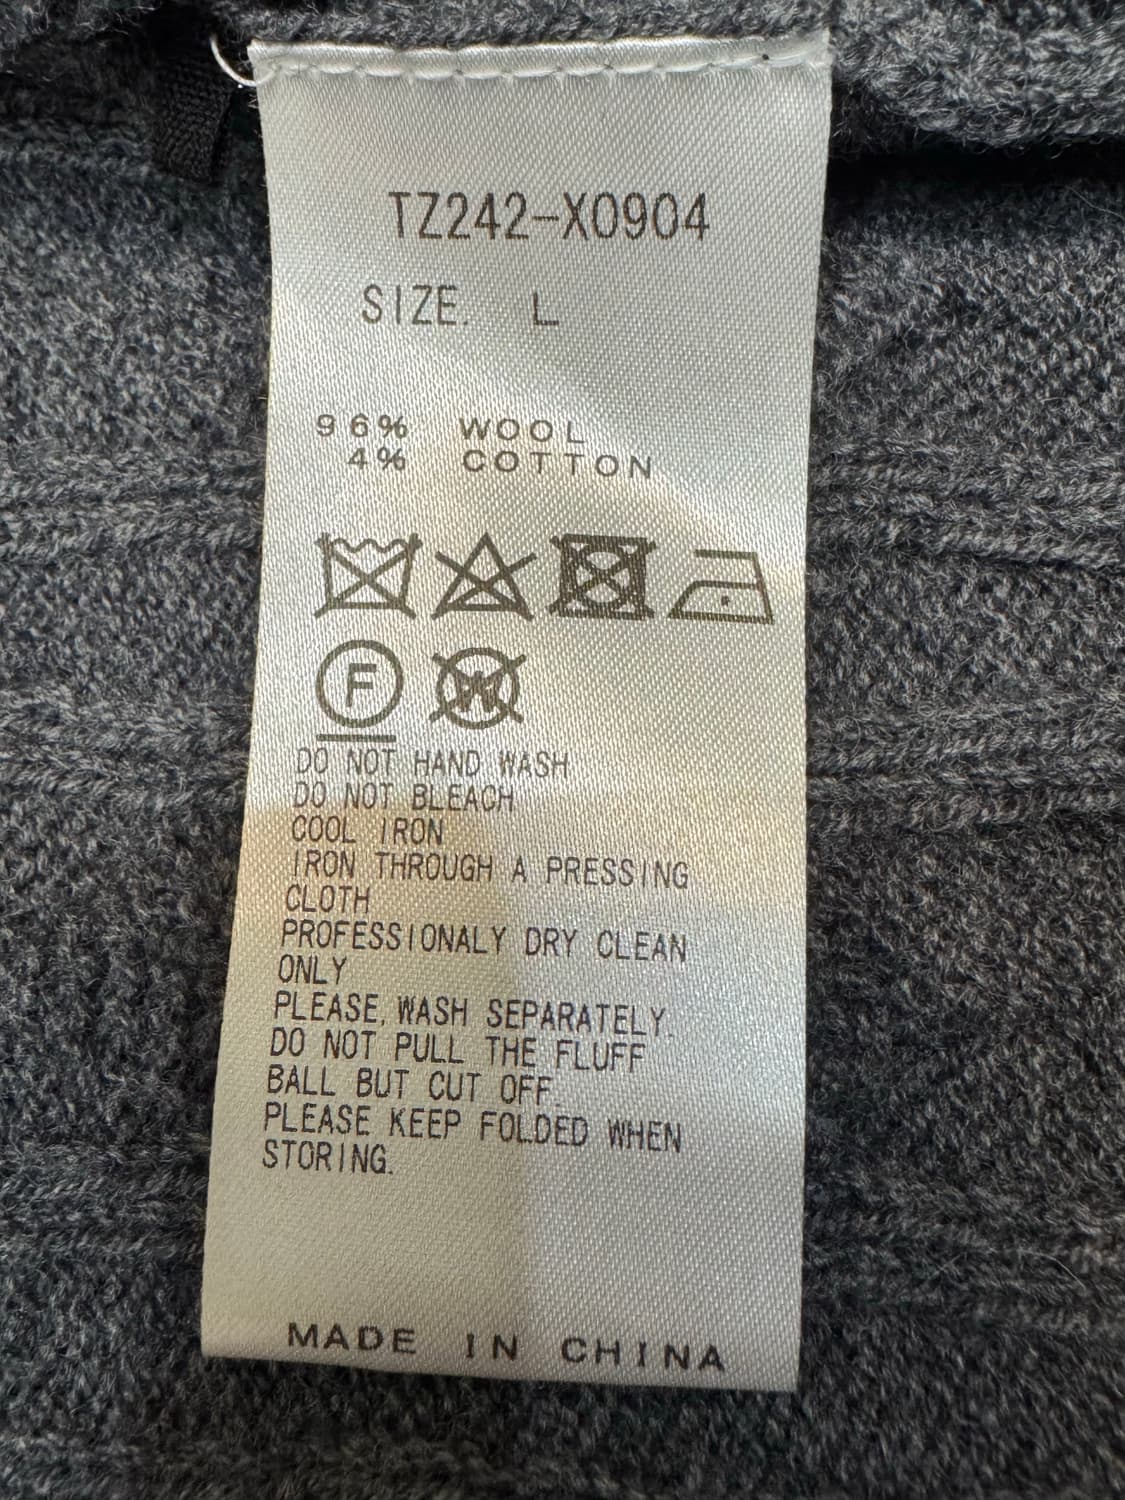 TZ242-X0904
SIZE. L
96% WOOL
4% COTTON
F W
DO NOT HAND WASH
DO NOT BLEACH
COOL IRON
IRON THROUGH A PRESSING
CLOTH
PROFESSIONALY DRY CLEAN
ONLY
PLEASE, WASH SEPARATELY.
DO NOT PULL THE FLUFF
BALL BUT CUT OFF.
PLEASE KEEP FOLDED WHEN
STORING.
MADE IN CHINA